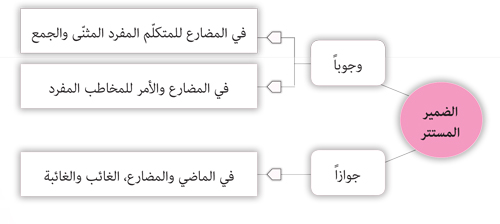 الضمير
المستتر
وجوباً
في المضارع للمتكلّم المفرد المثنّى والجمع
في المضارع والأمر للمخاطب المفرد
جوازاً
في الماضي والمضارع، الغائب والغائبة